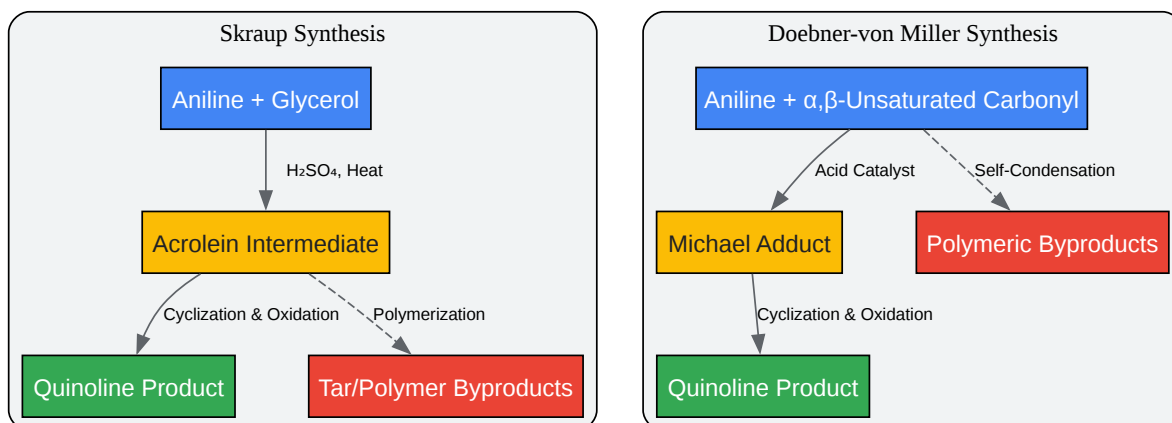 Skraup Synthesis
Aniline + Glycerol
H₂SO₄, Heat
Acrolein Intermediate
Cyclization & Oxidation
Polymerization
Quinoline Product
Tar/Polymer Byproducts
Doebner-von Miller Synthesis
Aniline + α,β-Unsaturated Carbonyl
Acid Catalyst
Self-Condensation
Michael Adduct
Polymeric Byproducts
Cyclization & Oxidation
Quinoline Product